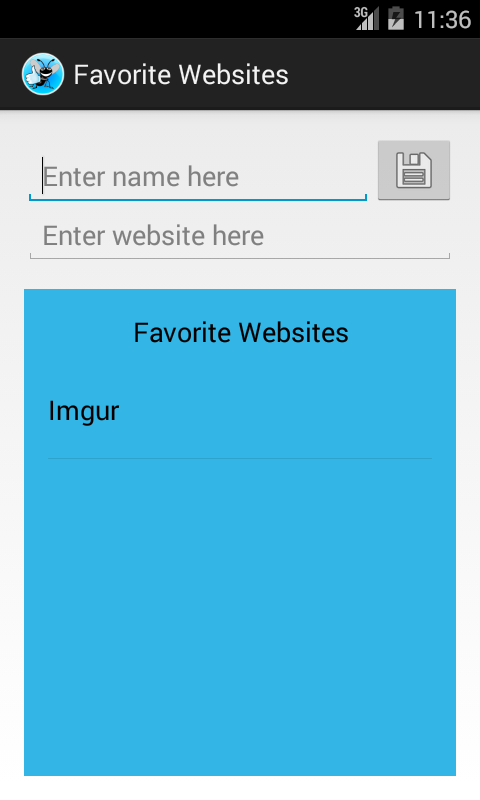 3G 11:36
Favorite Websites
Enter name here
Enter website here
Favorite Websites
Imgur